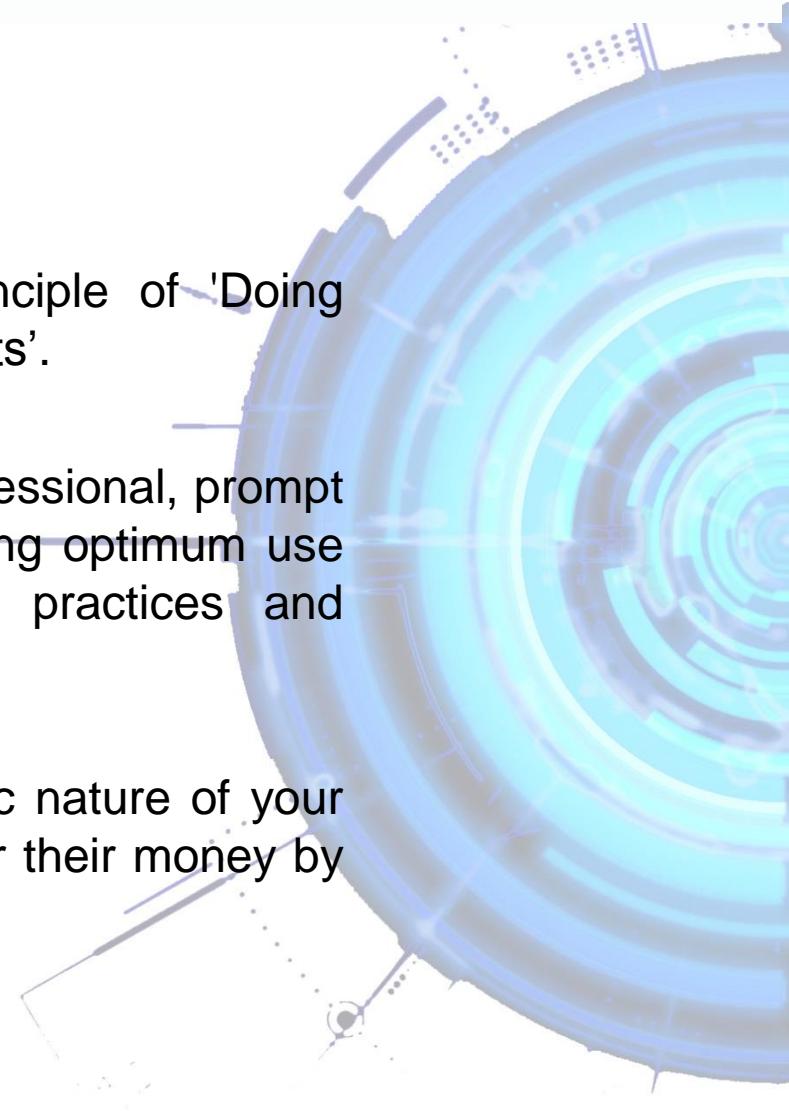 nciple of 'Doing
ts’.
essional, prompt
ng optimum use
practices and
c nature of your
r their money by